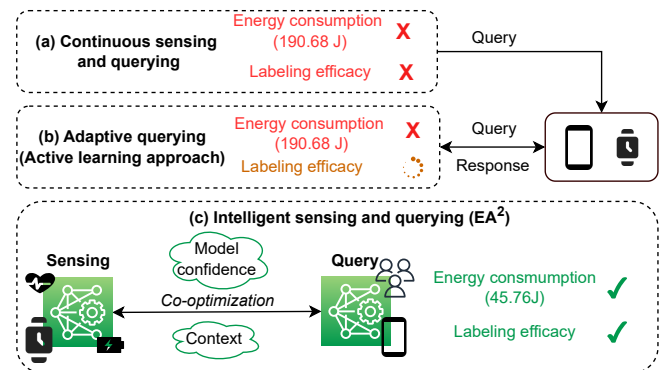 (a) Continuous sensing
and querying
Energy consumption
(190.68 J)
X
Labeling efficacy
X
Query
(b) Adaptive querying
(Active learning approach)
Energy consumption
(190.68 J)
X
Labeling efficacy
Query
Response
(c) Intelligent sensing and querying (EA²)
Sensing
Model
confidence
Query
Co-optimization
Context
Energy consmumption
(45.76J)
Labeling efficacy